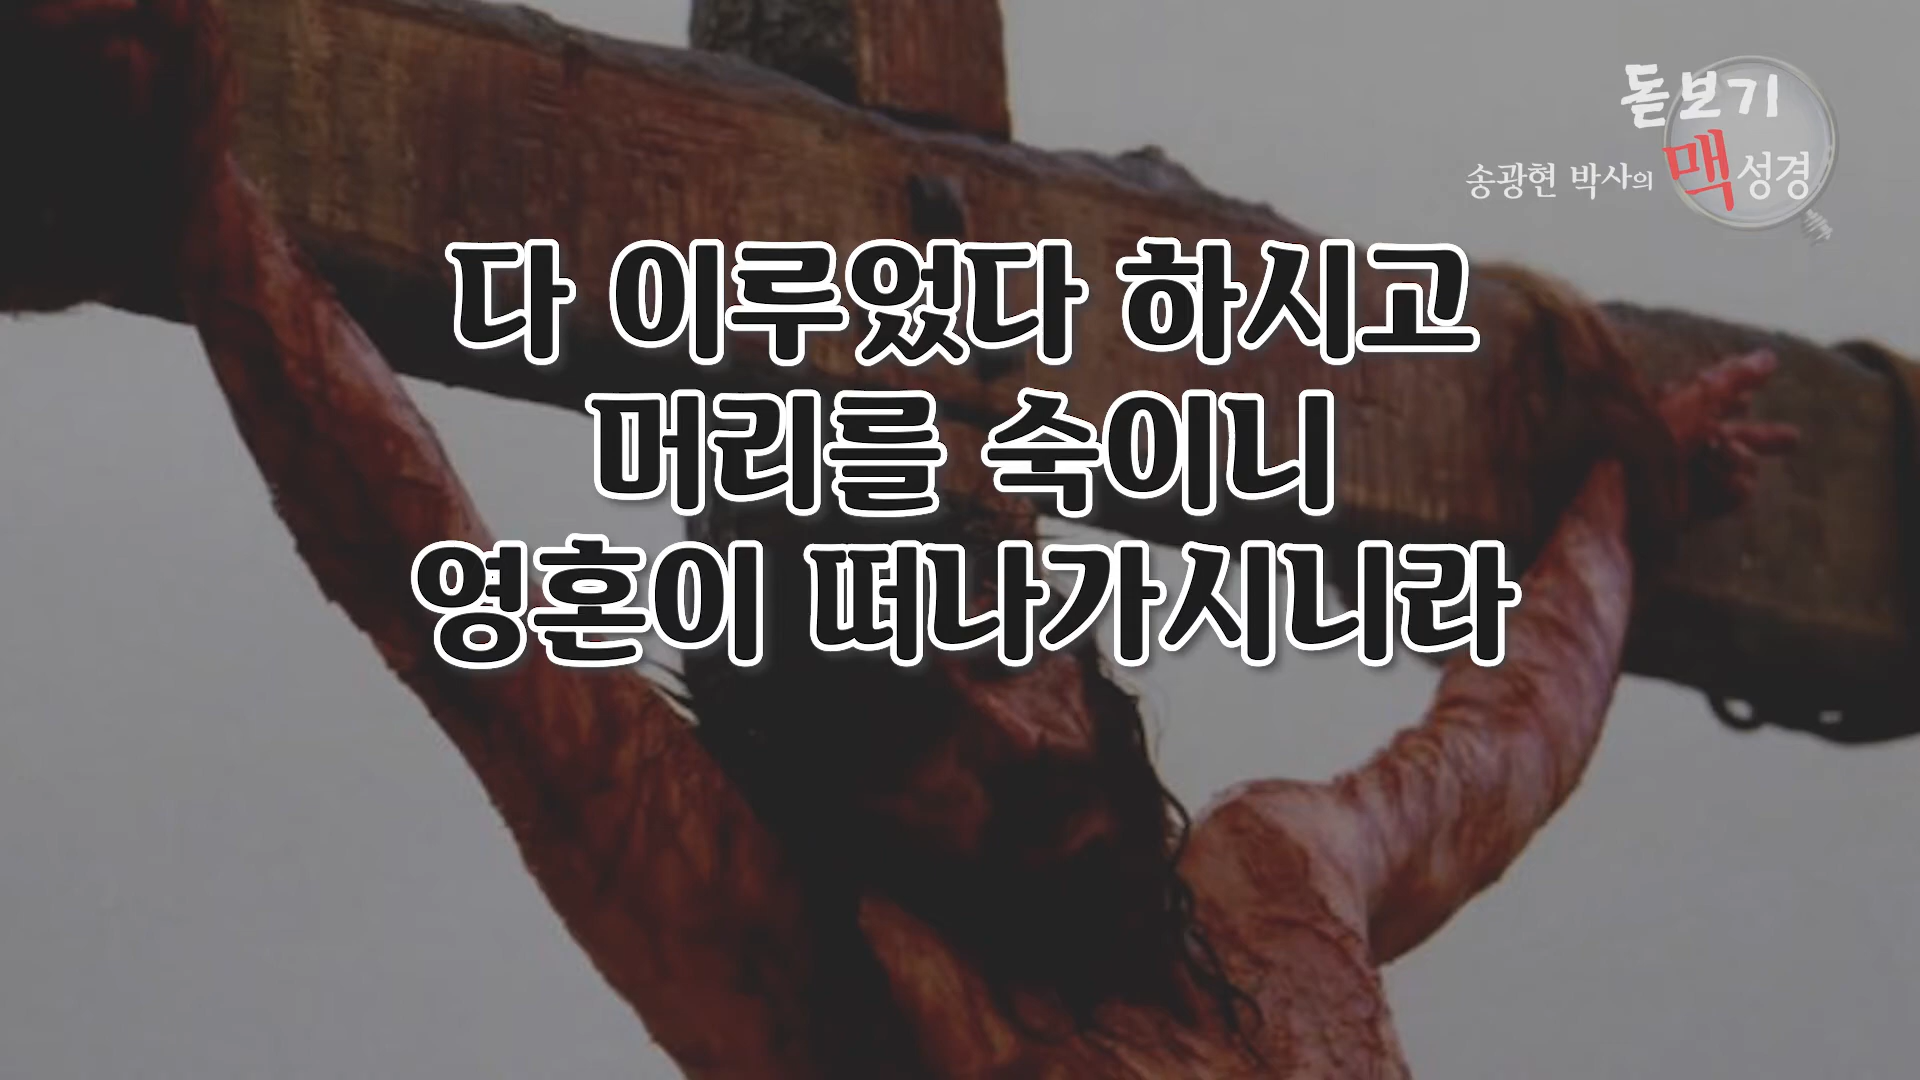 돋보기
송광현 박사의 맥성경
다 이루었다 하시고
머리를 숙이니
영혼이 떠나가시니라